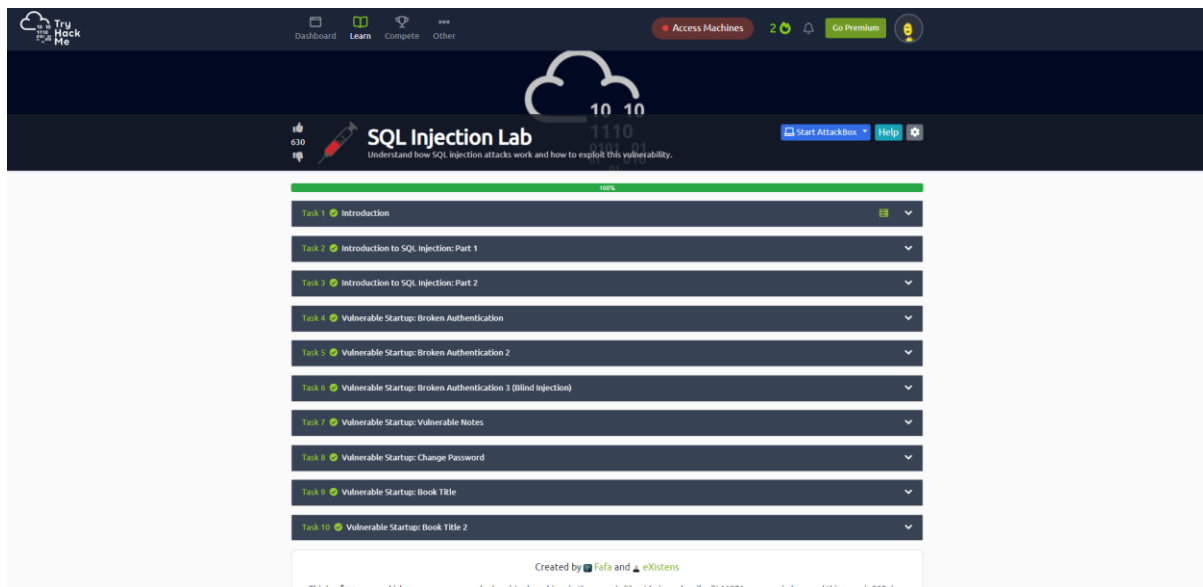 Try
Hack
Me
Dashboard
Learn
Compete
Other
Access Machines
2
Go Premium
10 10
1110
630
SQL Injection Lab
Understand how SQL injection attacks work and how to exploit this vulnerability.
Start AttackBox
Help
100%
Task 1 Introduction
Task 2 Introduction to SQL Injection: Part 1
Task 3 Introduction to SQL Injection: Part 2
Task 4 Vulnerable Startup: Broken Authentication
Task 5 Vulnerable Startup: Broken Authentication 2
Task 6 Vulnerable Startup: Broken Authentication 3 (Blind Injection)
Task 7 Vulnerable Startup: Vulnerable Notes
Task 8 Vulnerable Startup: Change Password
Task 9 Vulnerable Startup: Book Title
Task 10 Vulnerable Startup: Book Title 2
Created by Fafa and eXistens